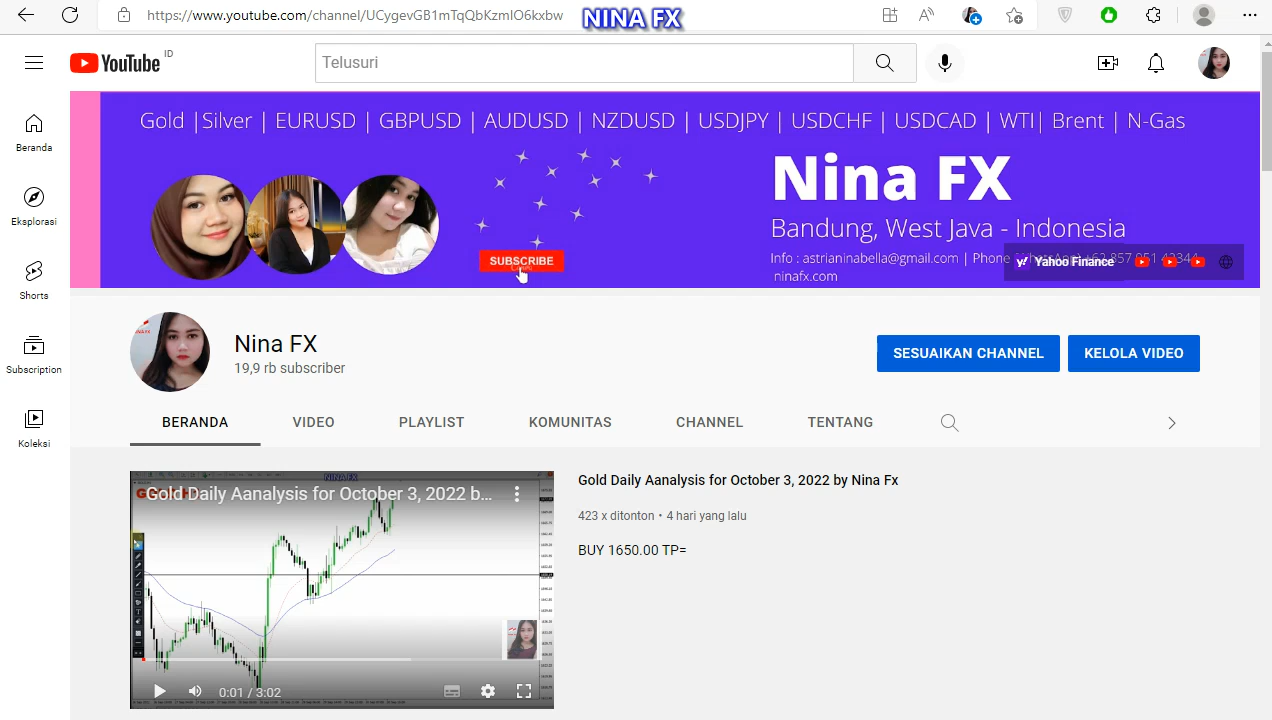 https://www.youtube.com/channel/UCygevGB1mTqQbKzmlO6kxbw
NINA FX
YouTube ID
Telusuri
Gold |Silver | EURUSD | GBPUSD | AUDUSD | NZDUSD | USDJPY | USDCHF | USDCAD | WTI| Brent | N-Gas
Nina FX
Bandung, West Java - Indonesia
SUBSCRIBE
Info : astrianinabella@gmail.com | Phone
Yahoo Finance
ninafx.com
Beranda
Eksplorasi
Shorts
Subscription
Koleksi
Nina FX
19,9 rb subscriber
SESUAIKAN CHANNEL
KELOLA VIDEO
BERANDA
VIDEO
PLAYLIST
KOMUNITAS
CHANNEL
TENTANG
NINA FX
Gold Daily Aanalysis for October 3, 2022 b...
0:01 / 3:02
Gold Daily Aanalysis for October 3, 2022 by Nina Fx
423 x ditonton • 4 hari yang lalu
BUY 1650.00 TP=